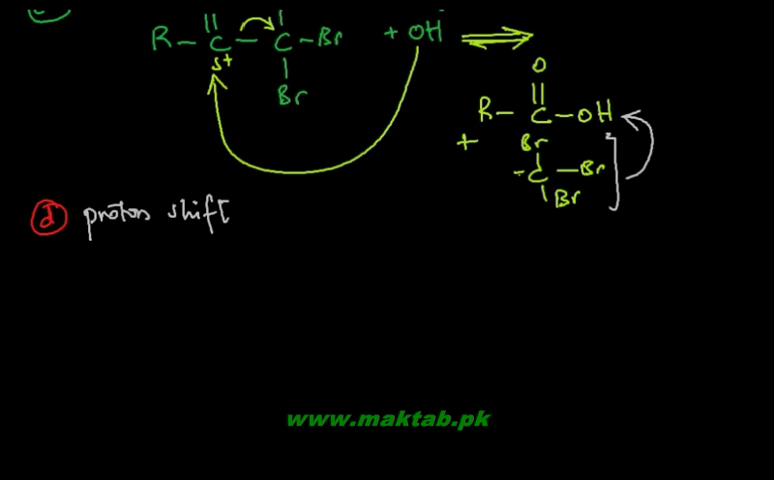 R - C - C - Br + OH
δ+
Br
O
R - C - OH
+ Br
- C - Br
Br
d proton shift
www.maktab.pk